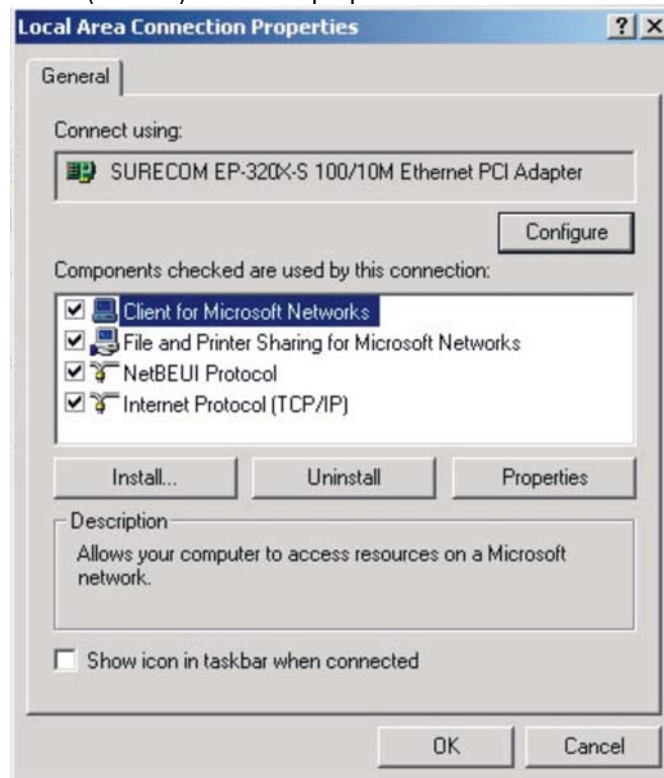 Local Area Connection Properties
General
Connect using:
SURECOM EP-320X-S 100/10M Ethernet PCI Adapter
Configure
Components checked are used by this connection:
Client for Microsoft Networks
File and Printer Sharing for Microsoft Networks
NetBEUI Protocol
Internet Protocol (TCP/IP)
Install... Uninstall Properties
Description
Allows your computer to access resources on a Microsoft
network.
Show icon in taskbar when connected
OK Cancel